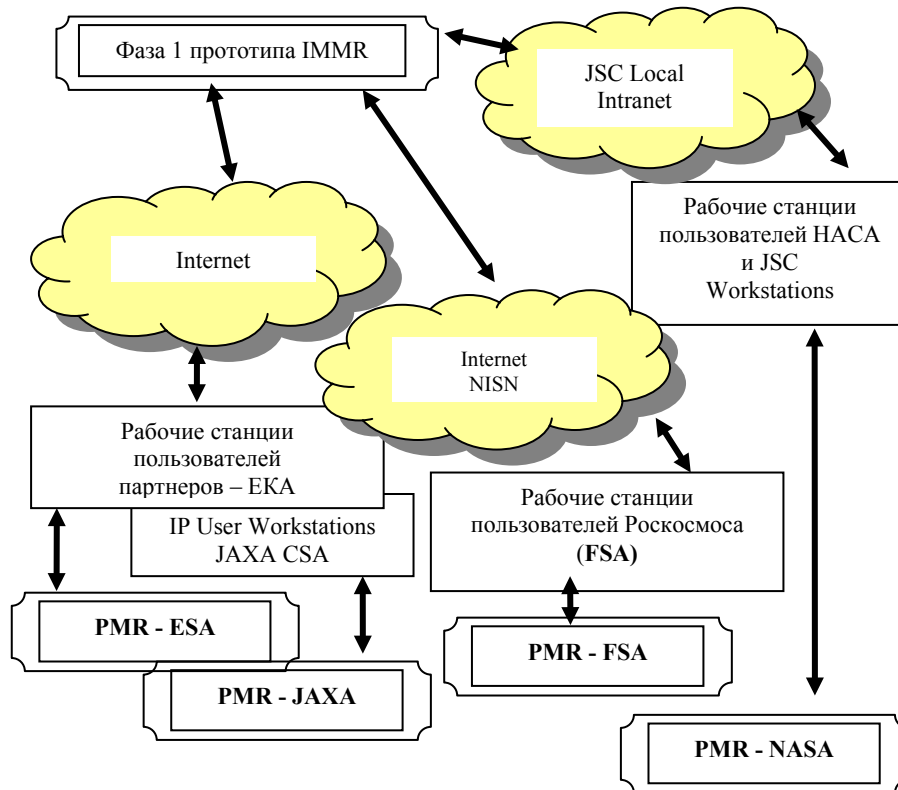 Фаза 1 прототипа IMMR
JSC Local
Intranet
Рабочие станции
пользователей НАСА
и JSC
Workstations
Internet
Internet
NISN
Рабочие станции
пользователей
партнеров – ЕКА
IP User Workstations
JAXA CSA
Рабочие станции
пользователей Роскосмоса
(FSA)
PMR - ESA
PMR - JAXA
PMR - FSA
PMR - NASA